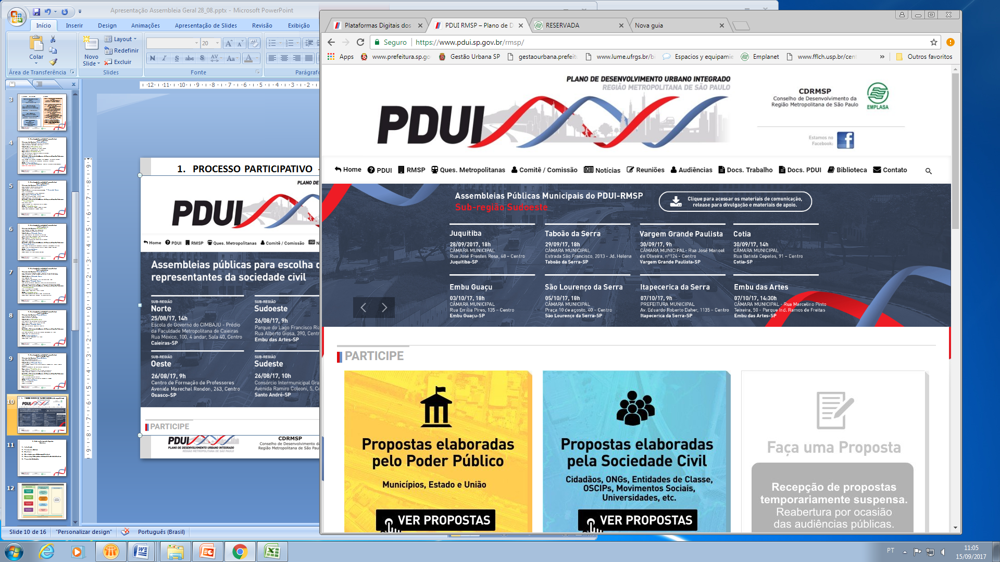 Apresentação Assembleia Geral 28_08.pptx - Microsoft PowerPoint
Início Inserir Design Animações Apresentação de Slides Revisão Exibição
Colar
Novo
Slide
Layout
Redefinir
Excluir
20
Área de Transferência Slides Fonte Parágrafo
3
4
5
6
7
8
9
10
11
12
1. PROCESSO PARTICIPATIVO
PLANO DE
PDUI
Home PDUI RMSP Ques. Metropolitanas Comitê / Comissão N
Assembleias públicas para escolha d
representantes da sociedade civil
SUB-REGIÃO
Norte
25/08/17, 14h
Escola de Governo do CIMBAJU - Prédio
da Faculdade Metropolitana de Caieiras
Rua México, 100, 4 andar, Sala 40, Centro
Caieiras-SP
SUB-REGIÃO
Sudoeste
26/08/17, 9h
Parque do Lago Francisco Riz
Rua Alberto Giosa, 390, Centr
Embu das Artes-SP
SUB-REGIÃO
Oeste
26/08/17, 9h
Centro de Formação de Professores
Avenida Marechal Rondon, 263, Centro
Osasco-SP
SUB-REGIÃO
Sudeste
26/08/17, 10h
Consórcio Intermunicipal Gra
Avenida Ramiro Coleoni, 5, Ce
Santo André-SP
PARTICIPE
PDUI
PLANO DE DESENVOLVIMENTO URBANO INTEGRADO
REGIÃO METROPOLITANA DE SÃO PAULO
CDRMSP
Conselho de Desenvolvimento da
Região Metropolitana de São Pau
Slide 10 de 16 "Personalizar design" Português (Brasil)
Plataformas Digitais dos PDUI RMSP – Plano de D RESERVADA Nova guia
Seguro https://www.pdui.sp.gov.br/rmsp/
Apps www.prefeitura.sp.go Gestão Urbana SP gestaourbana.prefeitu www.lume.ufrgs.br/bi Espacios y equipamie Emplanet www.fflch.usp.br/cent » Outros favoritos
PLANO DE DESENVOLVIMENTO URBANO INTEGRADO
REGIÃO METROPOLITANA DE SÃO PAULO
PDUI
CDRMSP
Conselho de Desenvolvimento da
Região Metropolitana de São Paulo
EMPLASA
Estamos no
Facebook:
Home PDUI RMSP Ques. Metropolitanas Comitê / Comissão Notícias Reuniões Audiências Docs. Trabalho Docs. PDUI Biblioteca Contato
Assembleias Públicas Municipais do PDUI-RMSP
Sub-região Sudoeste
Clique para acessar os materiais de comunicação,
release para divulgação e materiais de apoio.
Juquitiba
28/09/2017, 18h
CÂMARA MUNICIPAL
Rua José Prestes Rosa, 68 – Centro
Juquitiba-SP
Taboão da Serra
29/09/17, 18h
CÂMARA MUNICIPAL
Estrada São Francisco, 2013 - Jd. Helena
Taboão da Serra-SP
Vargem Grande Paulista
30/09/17, 9h
CÂMARA MUNICIPAL- Rua José Manoel
de Oliveira, nº124 - Centro
Vargem Grande Paulista-SP
Cotia
30/09/17, 14h
CÂMARA MUNICIPAL
Rua Batista Cepelos, 91 – Centro
Cotia-SP
Embu Guaçu
03/10/17, 18h
CÂMARA MUNICIPAL
Rua Emília Pires, 135 – Centro
Embu Guaçu-SP
São Lourenço da Serra
05/10/17, 18h
CÂMARA MUNICIPAL
Praça 10 de agosto, 40 – Centro
São Lourenço da Serra-SP
Itapecerica da Serra
07/10/17, 9h
PREFEITURA MUNICIPAL
Av. Eduardo Roberto Daher, 1135 – Centro
Itapecerica da Serra-SP
Embu das Artes
07/10/17, 14:30h
CÂMARA MUNICIPAL - Rua Marcelino Pinto
Teixeira, 50 - Parque Ind. Ramos de Freitas
Embu das Artes-SP
PARTICIPE
Propostas elaboradas
pelo Poder Público
Municípios, Estado e União
VER PROPOSTAS
Propostas elaboradas
pela Sociedade Civil
Cidadãos, ONGs, Entidades de Classe,
OSCIPs, Movimentos Sociais,
Universidades, etc.
VER PROPOSTAS
Faça uma Proposta
Recepção de propostas
temporariamente suspensa.
Reabertura por ocasião
das audiências públicas.
PT
11:05
15/09/2017